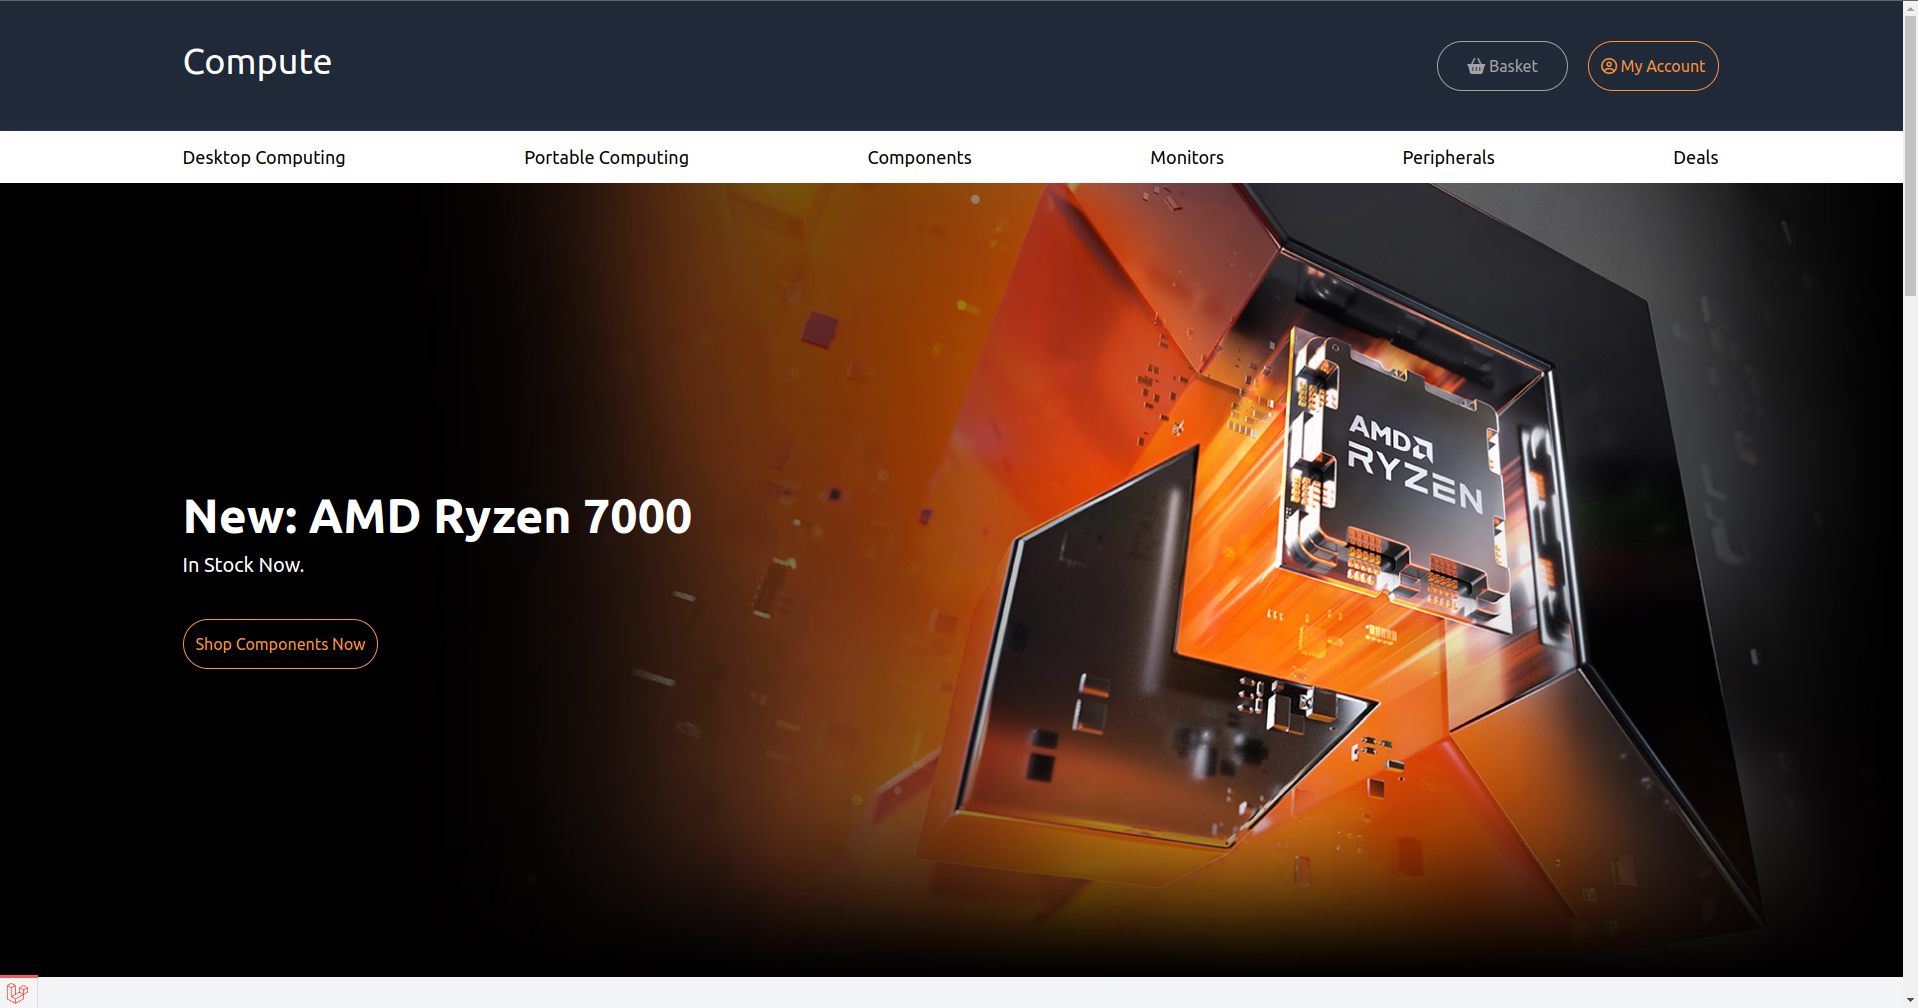 Compute
Basket
My Account
Desktop Computing
Portable Computing
Components
Monitors
Peripherals
Deals
AMD
RYZEN
New: AMD Ryzen 7000
In Stock Now.
Shop Components Now